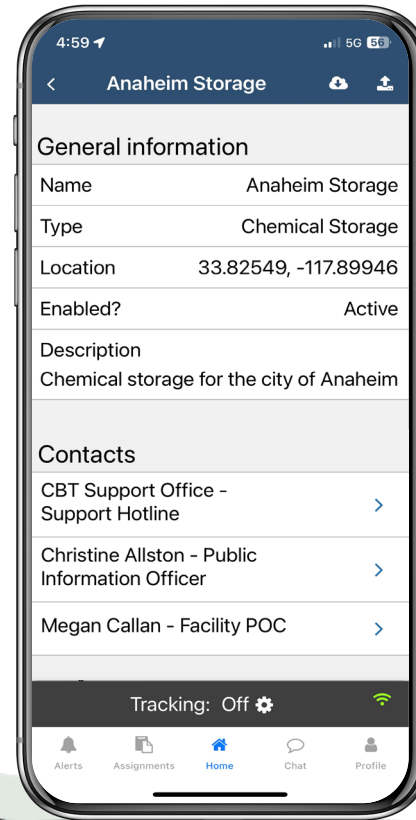 4:59
5G 56
Anaheim Storage
General information
Name Anaheim Storage
Type Chemical Storage
Location 33.82549, -117.89946
Enabled? Active
Description
Chemical storage for the city of Anaheim
Contacts
CBT Support Office -
Support Hotline
Christine Allston - Public
Information Officer
Megan Callan - Facility POC
Tracking: Off
Alerts Assignments Home Chat Profile